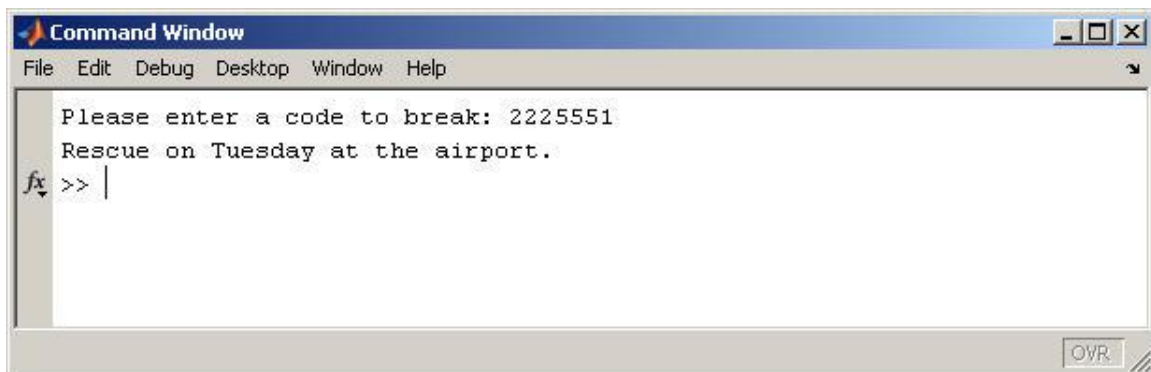 Command Window
File Edit Debug Desktop Window Help
Please enter a code to break: 2225551
Rescue on Tuesday at the airport.
fx >>
OVR